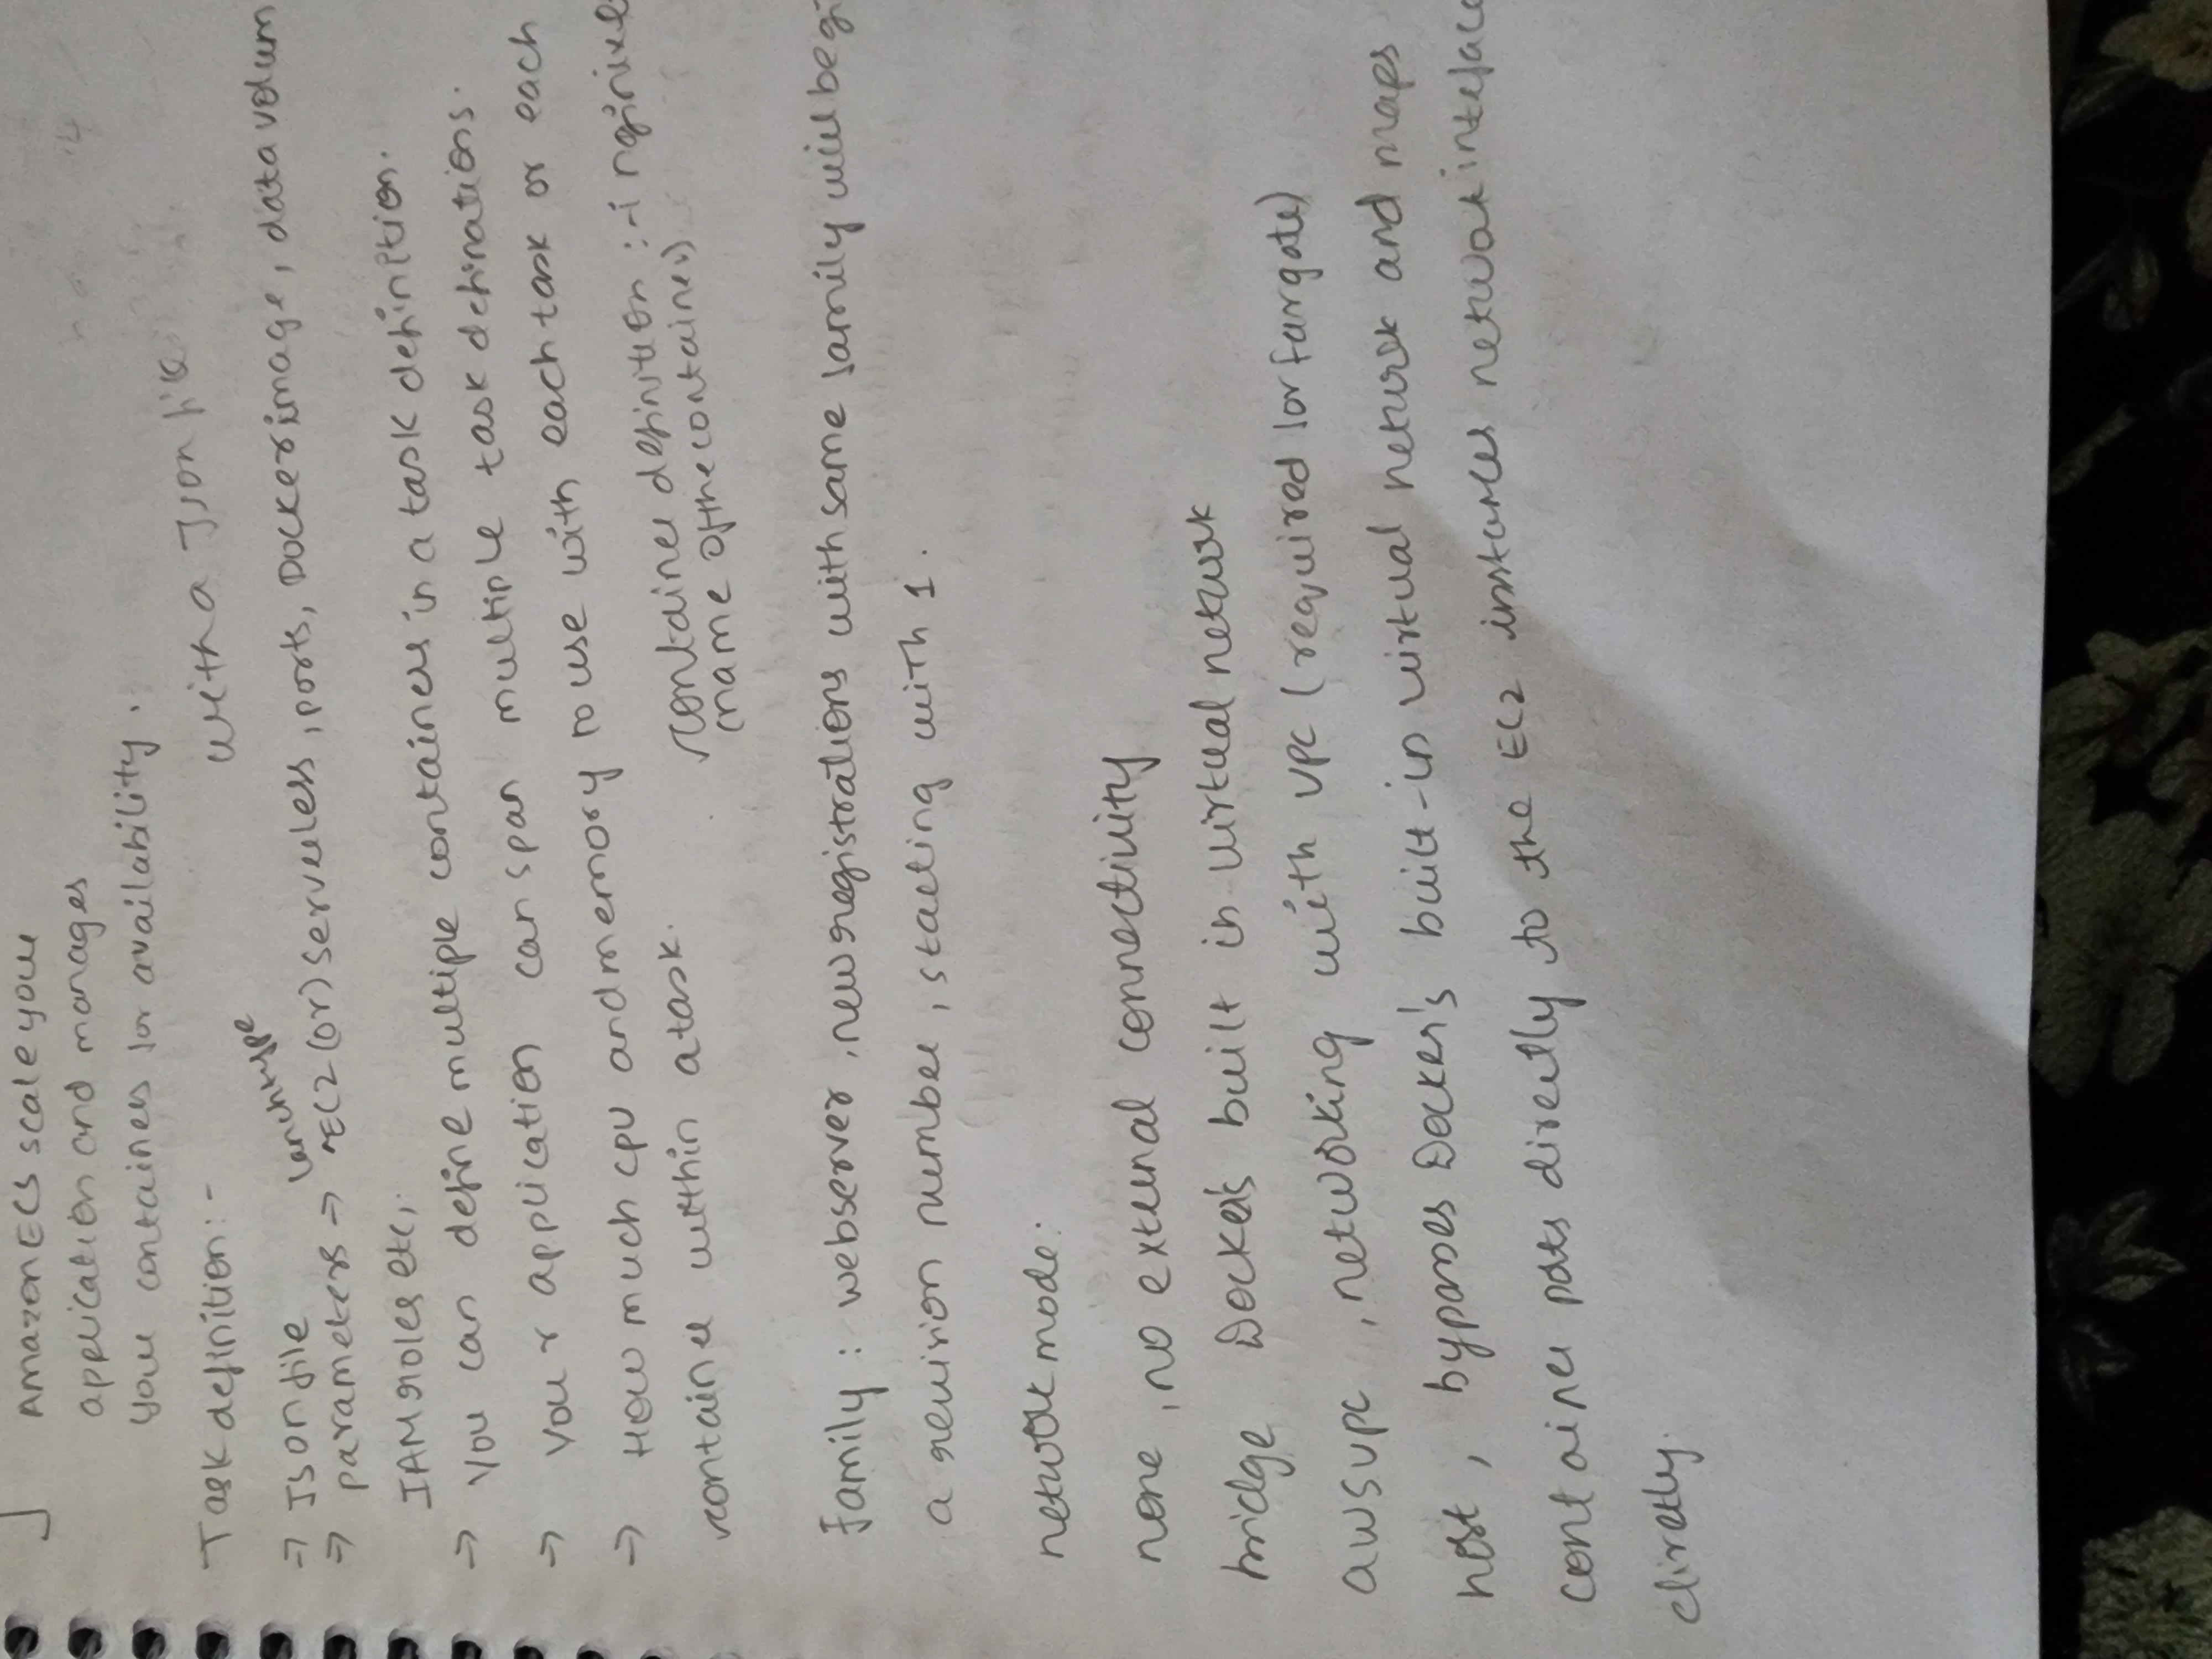 Amazon ECS scale your
application and manages
your containers for availability.
Task definition:-
with a Json file
→ Json file
lanchtype
→ parameters → EC2 (or) serverless, ports, Docker image, data volum
IAM roles etc,.
→ You can define multiple containers in a task definition.
→ Your application can span multiple task definations.
→ How much cpu and memory to use with each task or each
container within a task.
container definition :-
(name of the container)
Family : webserver, new registrations with same family will be gi
a revision number, starting with 1.
network mode:
none, no external connectivity
bridge Docker's built in virtual network
awsvpc, networking with vpc (required for fargate)
host, bypasses Docker's built-in virtual network and maps
container ports directly to the EC2 instances network inteface
directly.